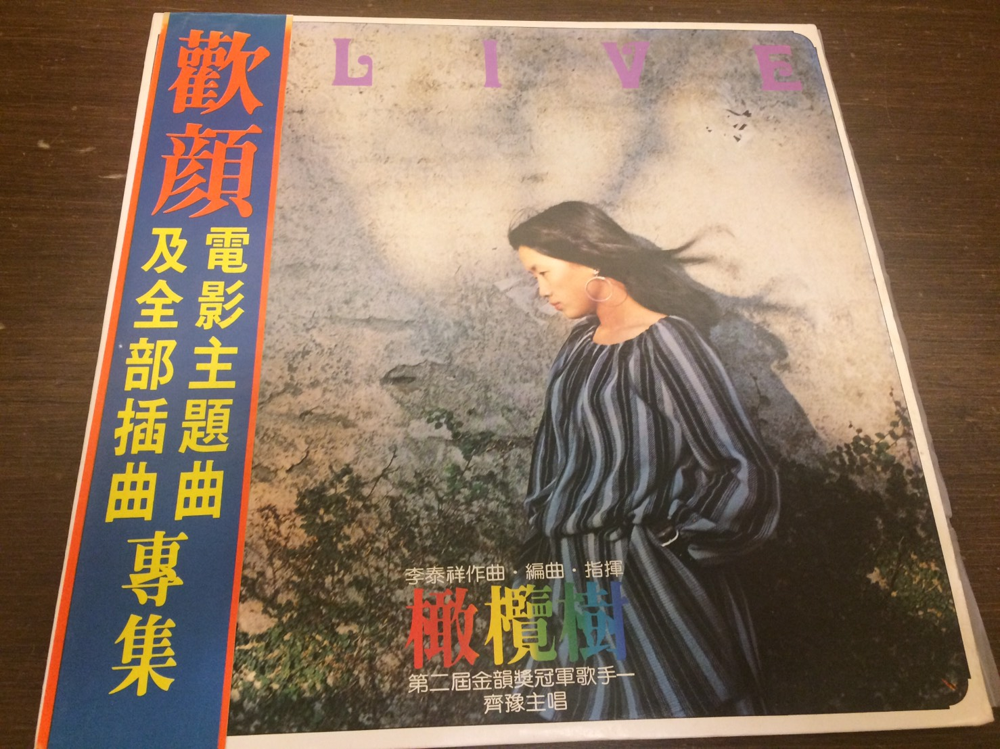 歡顏
電影主題曲
及全部插曲
專集
LIVE
李泰祥作曲・編曲・指揮
橄欖樹
第二屆金韻獎冠軍歌手一
齊豫主唱